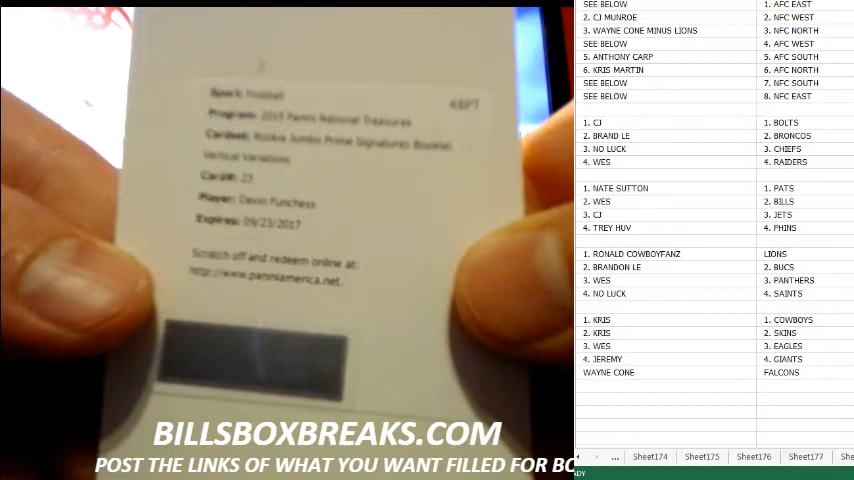 Sport: Football
48PT
Program: 2015 Panini National Treasures
Cardset: Rookie Jumbo Prime Signatures Booklet
Vertical Variations
Card#: 23
Player: Devin Funchess
Expires: 09/23/2017
Scratch off and redeem online at:
http://www.paniniamerica.net.
BILLSBOXBREAKS.COM
POST THE LINKS OF WHAT YOU WANT FILLED FOR BO
SEE BELOW 1. AFC EAST
2. CJ MUNROE 2. NFC WEST
3. WAYNE CONE MINUS LIONS 3. NFC NORTH
SEE BELOW 4. AFC WEST
5. ANTHONY CARP 5. AFC SOUTH
6. KRIS MARTIN 6. AFC NORTH
SEE BELOW 7. NFC SOUTH
SEE BELOW 8. NFC EAST
1. CJ 1. BOLTS
2. BRAND LE 2. BRONCOS
3. NO LUCK 3. CHIEFS
4. WES 4. RAIDERS
1. NATE SUTTON 1. PATS
2. WES 2. BILLS
3. CJ 3. JETS
4. TREY HUV 4. PHINS
1. RONALD COWBOYFANZ LIONS
2. BRANDON LE 2. BUCS
3. WES 3. PANTHERS
4. NO LUCK 4. SAINTS
1. KRIS 1. COWBOYS
2. KRIS 2. SKINS
3. WES 3. EAGLES
4. JEREMY 4. GIANTS
WAYNE CONE FALCONS
... Sheet174 Sheet175 Sheet176 Sheet177 She
ADY